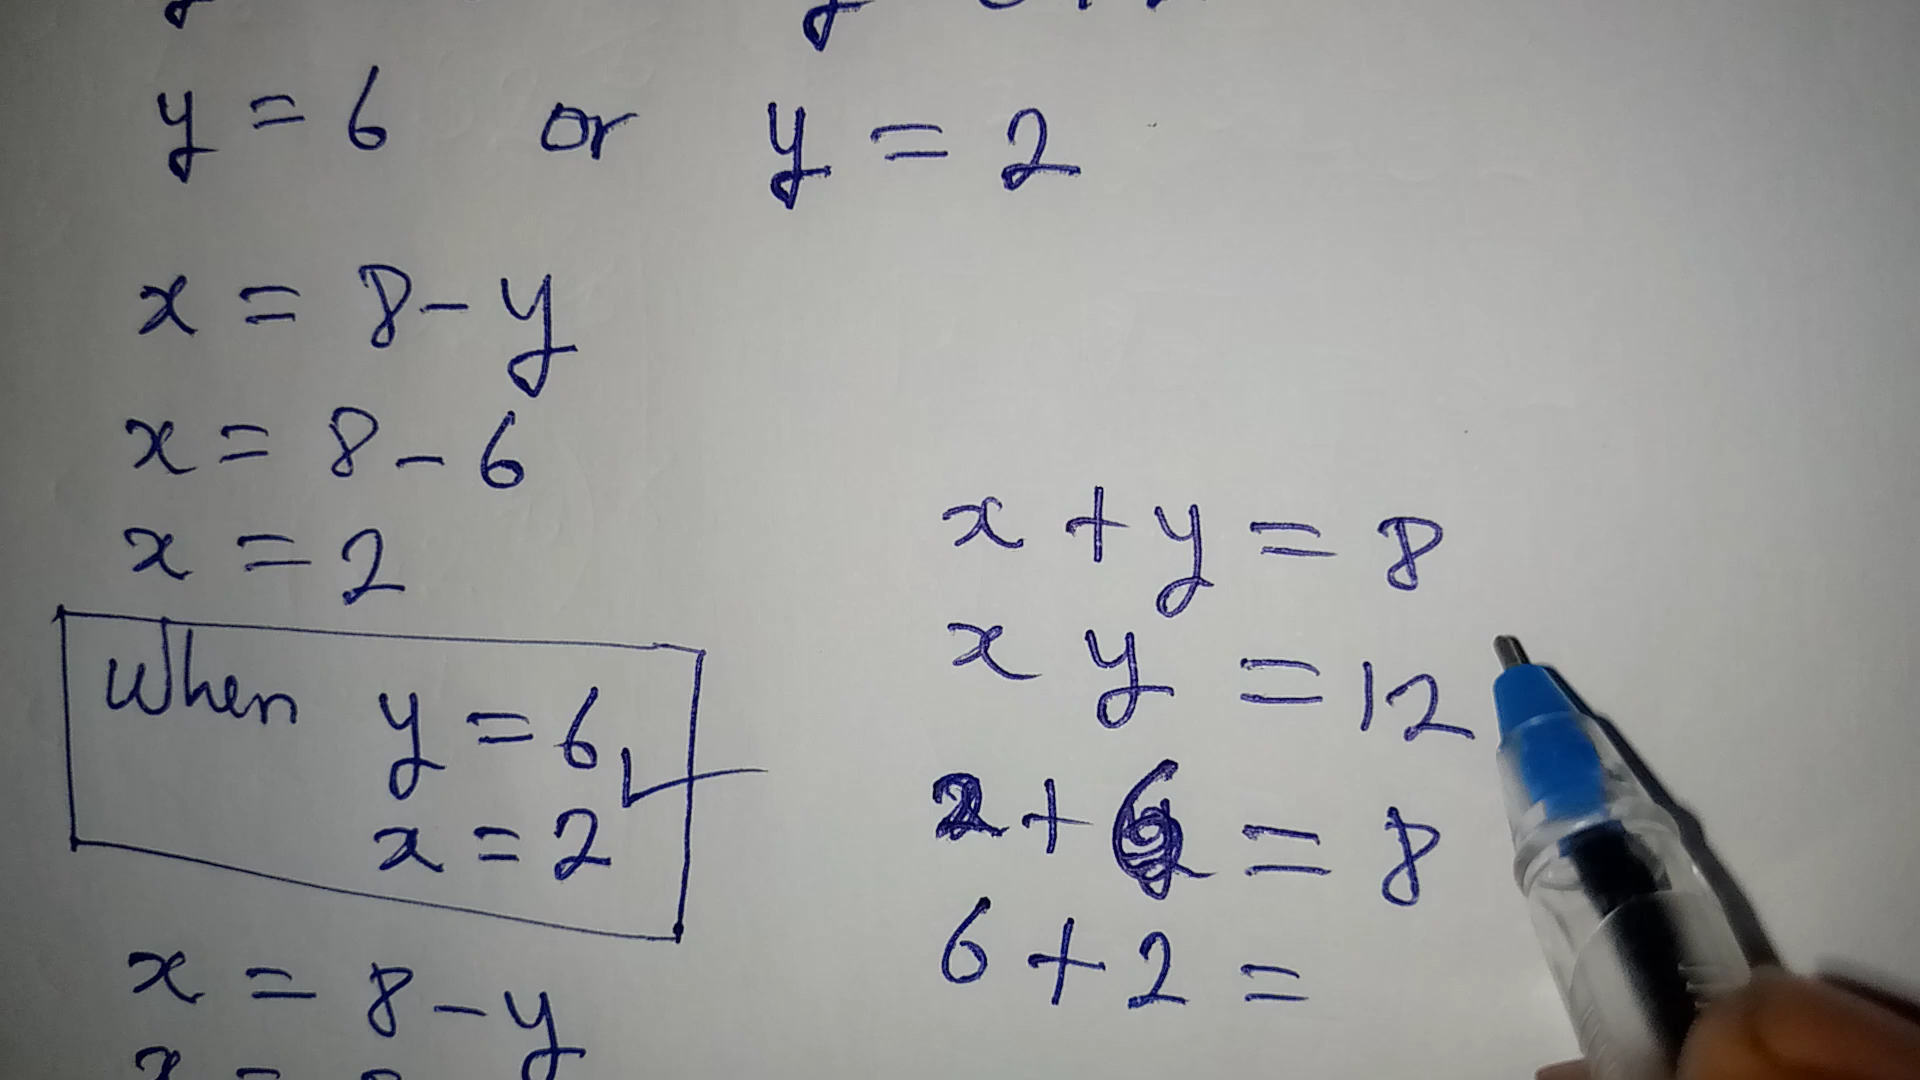 y = 6 or y = 2
x = 8 - y
x = 8 - 6
x = 2
When y = 6
x = 2
x = 8 - y
x + y = 8
x y = 12
2 + 6 = 8
6 + 2 =